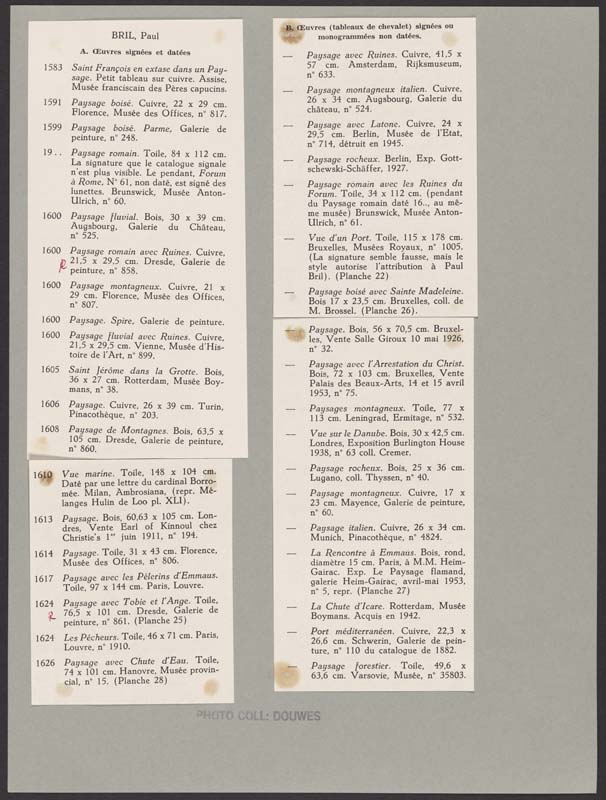 BRIL, Paul
A. Œuvres signées et datées
1583 Saint François en extase dans un Pay-
sage. Petit tableau sur cuivre. Assise,
Musée franciscain des Pères capucins.
1591 Paysage boisé. Cuivre, 22 x 29 cm.
Florence, Musée des Offices, n° 817.
1599 Paysage boisé. Parme, Galerie de
peinture, n° 248.
19 . . Paysage romain. Toile, 84 x 112 cm.
La signature que le catalogue signale
n'est plus visible. Le pendant, Forum
à Rome, N° 61, non daté, est signé des
lunettes. Brunswick, Musée Anton-
Ulrich, n° 60.
1600 Paysage fluvial. Bois, 30 x 39 cm.
Augsbourg, Galerie du Château,
n° 525.
1600 Paysage romain avec Ruines. Cuivre,
21,5 x 29,5 cm. Dresde, Galerie de
peinture, n° 858.
1600 Paysage montagneux. Cuivre, 21 x
29 cm. Florence, Musée des Offices,
n° 807.
1600 Paysage. Spire, Galerie de peinture.
1600 Paysage fluvial avec Ruines. Cuivre,
21,5 x 29,5 cm. Vienne, Musée d'His-
toire de l'Art, n° 899.
1605 Saint Jérôme dans la Grotte. Bois,
36 x 27 cm. Rotterdam, Musée Boy-
mans, n° 38.
1606 Paysage. Cuivre, 26 x 39 cm. Turin,
Pinacothèque, n° 203.
1608 Paysage de Montagnes. Bois, 63,5 x
105 cm. Dresde, Galerie de peinture,
n° 860.
1610 Vue marine. Toile, 148 x 104 cm.
Daté par une lettre du cardinal Borro-
mée. Milan, Ambrosiana, (repr. Mé-
langes Hulin de Loo pl. XLI).
1613 Paysage. Bois, 60,63 x 105 cm. Lon-
dres, Vente Earl of Kinnoul chez
Christie's 1er juin 1911, n° 194.
1614 Paysage. Toile, 31 x 43 cm. Florence,
Musée des Offices, n° 806.
1617 Paysage avec les Pèlerins d'Emmaus.
Toile, 97 x 144 cm. Paris, Louvre.
1624 Paysage avec Tobie et l'Ange. Toile,
76,5 x 101 cm. Dresde, Galerie de
peinture, n° 861. (Planche 25)
1624 Les Pêcheurs. Toile, 46 x 71 cm. Paris,
Louvre, n° 1910.
1626 Paysage avec Chute d'Eau. Toile,
74 x 101 cm. Hanovre, Musée provin-
cial, n° 15. (Planche 28)
B. Œuvres (tableaux de chevalet) signées ou
monogrammées non datées.
— Paysage avec Ruines. Cuivre, 41,5 x
57 cm. Amsterdam, Rijksmuseum,
n° 633.
— Paysage montagneux italien. Cuivre,
26 x 34 cm. Augsbourg, Galerie du
château, n° 524.
— Paysage avec Latone. Cuivre, 24 x
29,5 cm. Berlin, Musée de l'Etat,
n° 714, détruit en 1945.
— Paysage rocheux. Berlin, Exp. Gott-
schewski-Schäffer, 1927.
— Paysage romain avec les Ruines du
Forum. Toile, 34 x 112 cm. (pendant
du Paysage romain daté 16.., au mê-
me musée) Brunswick, Musée Anton-
Ulrich, n° 61.
— Vue d'un Port. Toile, 115 x 178 cm.
Bruxelles, Musées Royaux, n° 1005.
(La signature semble fausse, mais le
style autorise l'attribution à Paul
Bril). (Planche 22)
— Paysage boisé avec Sainte Madeleine.
Bois 17 x 23,5 cm. Bruxelles, coll. de
M. Brossel. (Planche 26).
— Paysage. Bois, 56 x 70,5 cm. Bruxel-
les, Vente Salle Giroux 10 mai 1926,
n° 32.
— Paysage avec l'Arrestation du Christ.
Bois, 72 x 103 cm. Bruxelles, Vente
Palais des Beaux-Arts, 14 et 15 avril
1953, n° 75.
— Paysages montagneux. Toile, 77 x
113 cm. Leningrad, Ermitage, n° 532.
— Vue sur le Danube. Bois, 30 x 42,5 cm.
Londres, Exposition Burlington House
1938, n° 63 coll. Cremer.
— Paysage rocheux. Bois, 25 x 36 cm.
Lugano, coll. Thyssen, n° 40.
— Paysage montagneux. Cuivre, 17 x
23 cm. Mayence, Galerie de peinture,
n° 60.
— Paysage italien. Cuivre, 26 x 34 cm.
Munich, Pinacothèque, n° 4824.
— La Rencontre à Emmaus. Bois, rond,
diamètre 15 cm. Paris, à M.M. Heim-
Gairac. Exp. Le Paysage flamand,
galerie Heim-Gairac, avril-mai 1953,
n° 5, repr. (Planche 27)
— La Chute d'Icare. Rotterdam, Musée
Boymans. Acquis en 1942.
— Port méditerranéen. Cuivre, 22,3 x
26,6 cm. Schwerin, Galerie de pein-
ture, n° 110 du catalogue de 1882.
— Paysage forestier. Toile, 49,6 x
63,6 cm. Varsovie, Musée, n° 35803.
PHOTO COLL: DOUWES